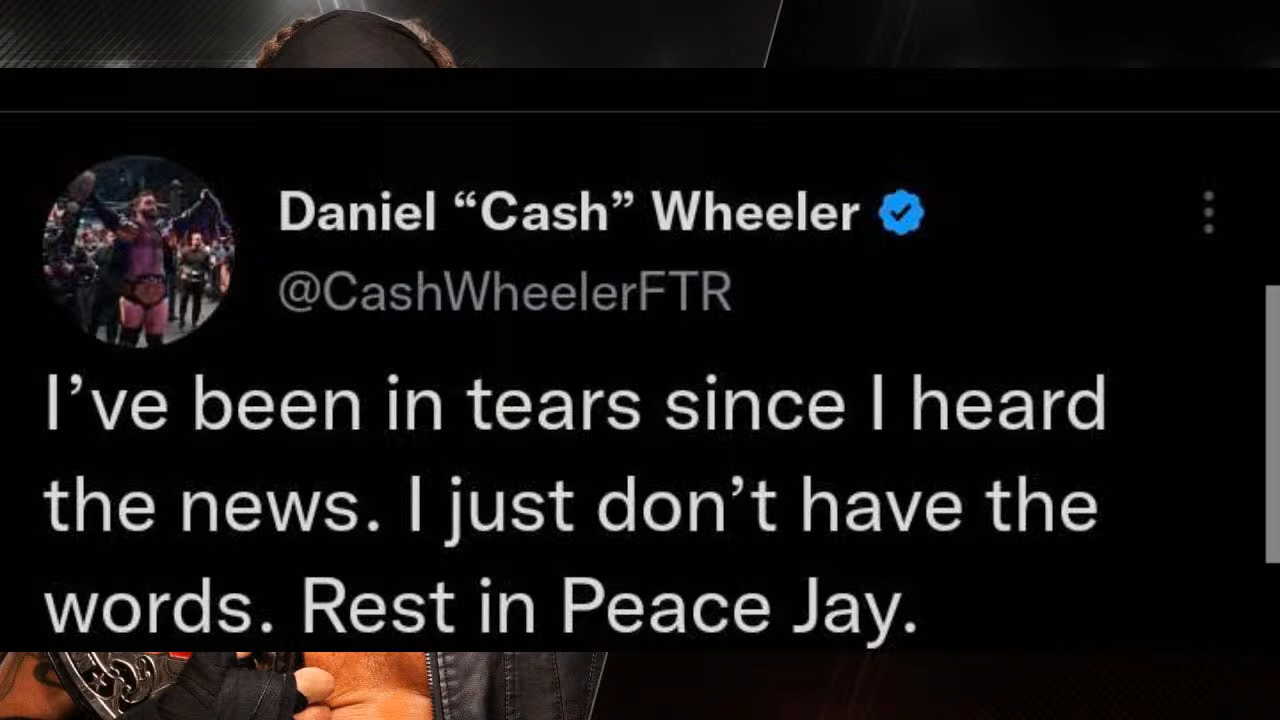 Daniel “Cash” Wheeler
@CashWheelerFTR
I’ve been in tears since I heard
the news. I just don’t have the
words. Rest in Peace Jay.